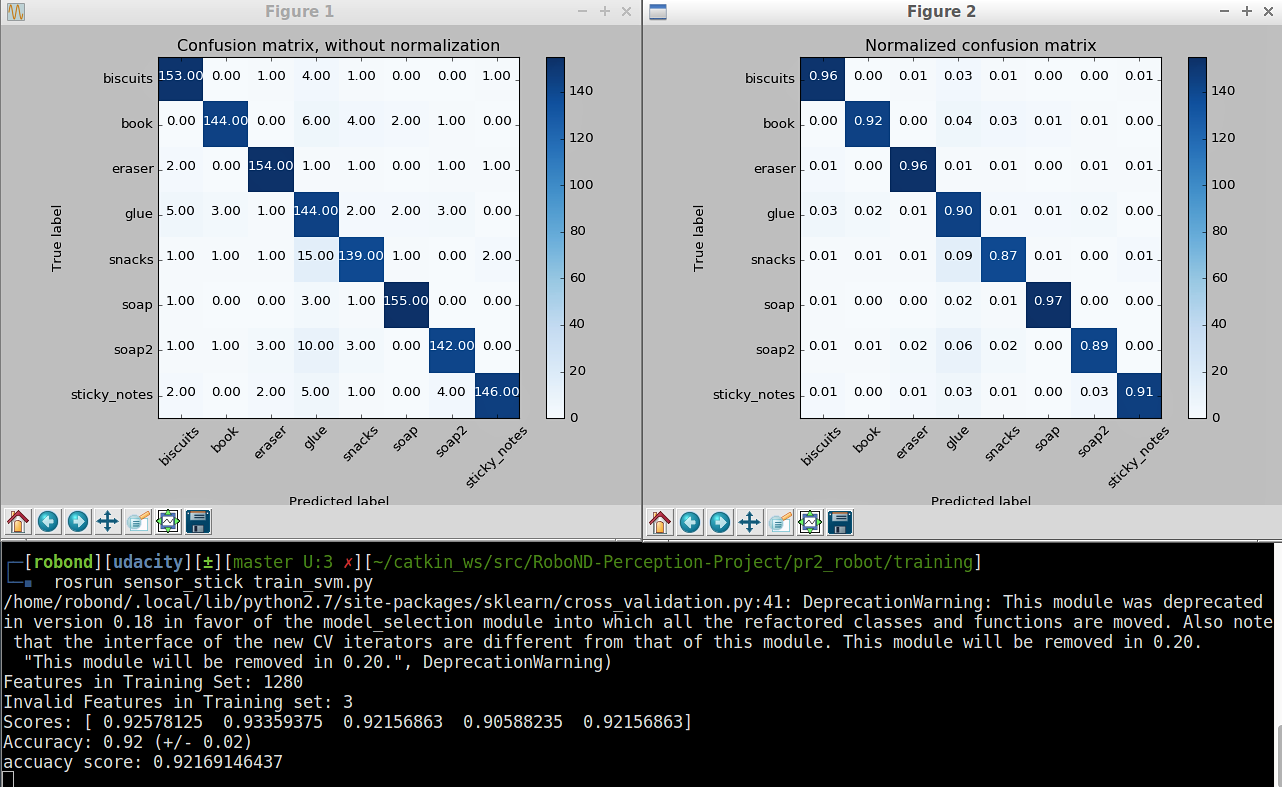 Figure 1
Confusion matrix, without normalization
True label
biscuits 153.00 0.00 1.00 4.00 1.00 0.00 0.00 1.00
book 0.00 144.00 0.00 6.00 4.00 2.00 1.00 0.00
eraser 2.00 0.00 154.00 1.00 1.00 0.00 1.00 1.00
glue 5.00 3.00 1.00 144.00 2.00 2.00 3.00 0.00
snacks 1.00 1.00 1.00 15.00 139.00 1.00 0.00 2.00
soap 1.00 0.00 0.00 3.00 1.00 155.00 0.00 0.00
soap2 1.00 1.00 3.00 10.00 3.00 0.00 142.00 0.00
sticky_notes 2.00 0.00 2.00 5.00 1.00 0.00 4.00 146.00
biscuits book eraser glue snacks soap soap2 sticky_notes
Predicted label
140
120
100
80
60
40
20
0
Figure 2
Normalized confusion matrix
True label
biscuits 0.96 0.00 0.01 0.03 0.01 0.00 0.00 0.01
book 0.00 0.92 0.00 0.04 0.03 0.01 0.01 0.00
eraser 0.01 0.00 0.96 0.01 0.01 0.00 0.01 0.01
glue 0.03 0.02 0.01 0.90 0.01 0.01 0.02 0.00
snacks 0.01 0.01 0.01 0.09 0.87 0.01 0.00 0.01
soap 0.01 0.00 0.00 0.02 0.01 0.97 0.00 0.00
soap2 0.01 0.01 0.02 0.06 0.02 0.00 0.89 0.00
sticky_notes 0.01 0.00 0.01 0.03 0.01 0.00 0.03 0.91
biscuits book eraser glue snacks soap soap2 sticky_notes
Predicted label
140
120
100
80
60
40
20
0
[robond][udacity][±][master U:3 ✗][~/catkin_ws/src/RoboND-Perception-Project/pr2_robot/training]
rosrun sensor_stick train_svm.py
/home/robond/.local/lib/python2.7/site-packages/sklearn/cross_validation.py:41: DeprecationWarning: This module was deprecated
in version 0.18 in favor of the model_selection module into which all the refactored classes and functions are moved. Also note
that the interface of the new CV iterators are different from that of this module. This module will be removed in 0.20.
"This module will be removed in 0.20.", DeprecationWarning)
Features in Training Set: 1280
Invalid Features in Training set: 3
Scores: [ 0.92578125 0.93359375 0.92156863 0.90588235 0.92156863]
Accuracy: 0.92 (+/- 0.02)
accuacy score: 0.92169146437